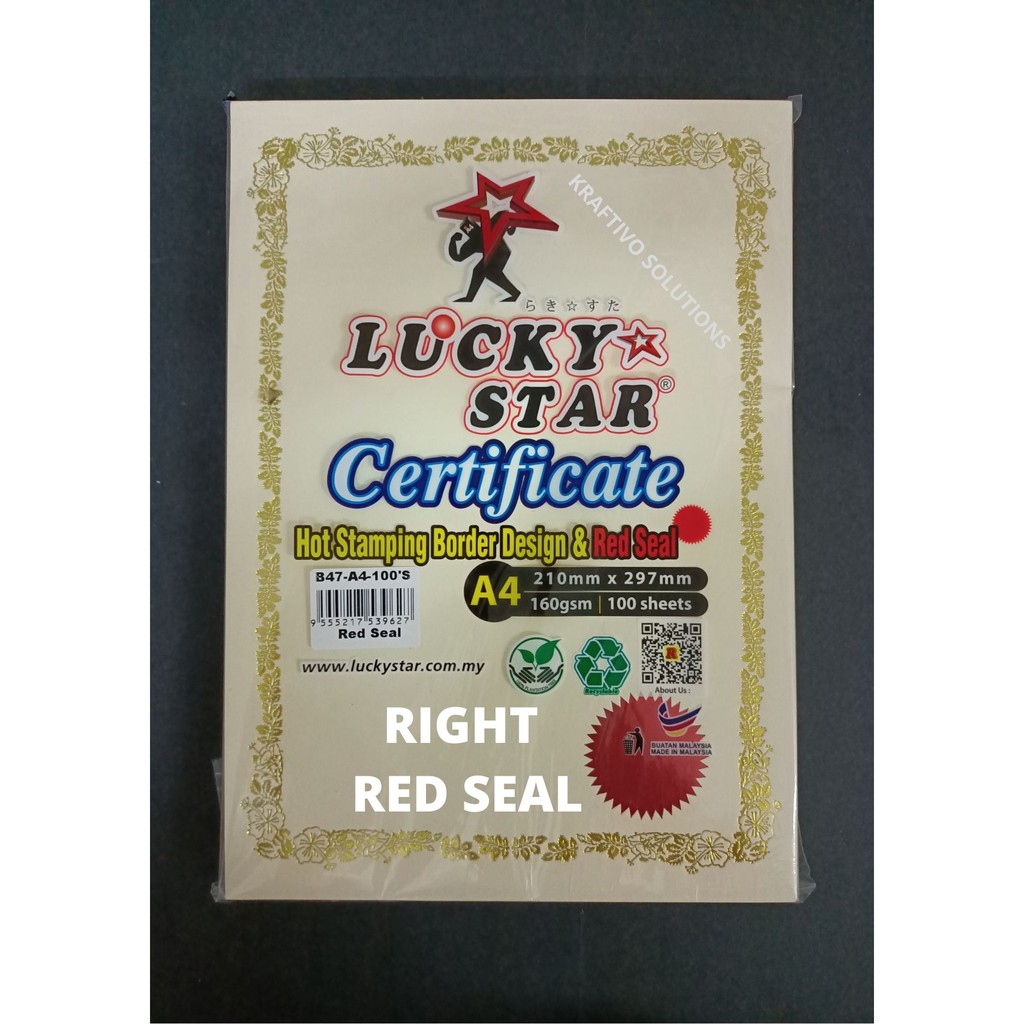 KRAFTIVO SOLUTIONS
らき☆すた
LUCKY
STAR®
Certificate
Hot Stamping Border Design & Red Seal
B47-A4-100'S
9 555217 539627
Red Seal
A4
210mm x 297mm
160gsm | 100 sheets
www.luckystar.com.my
Recyclable
About Us :
BUATAN MALAYSIA
MADE IN MALAYSIA
RIGHT
RED SEAL